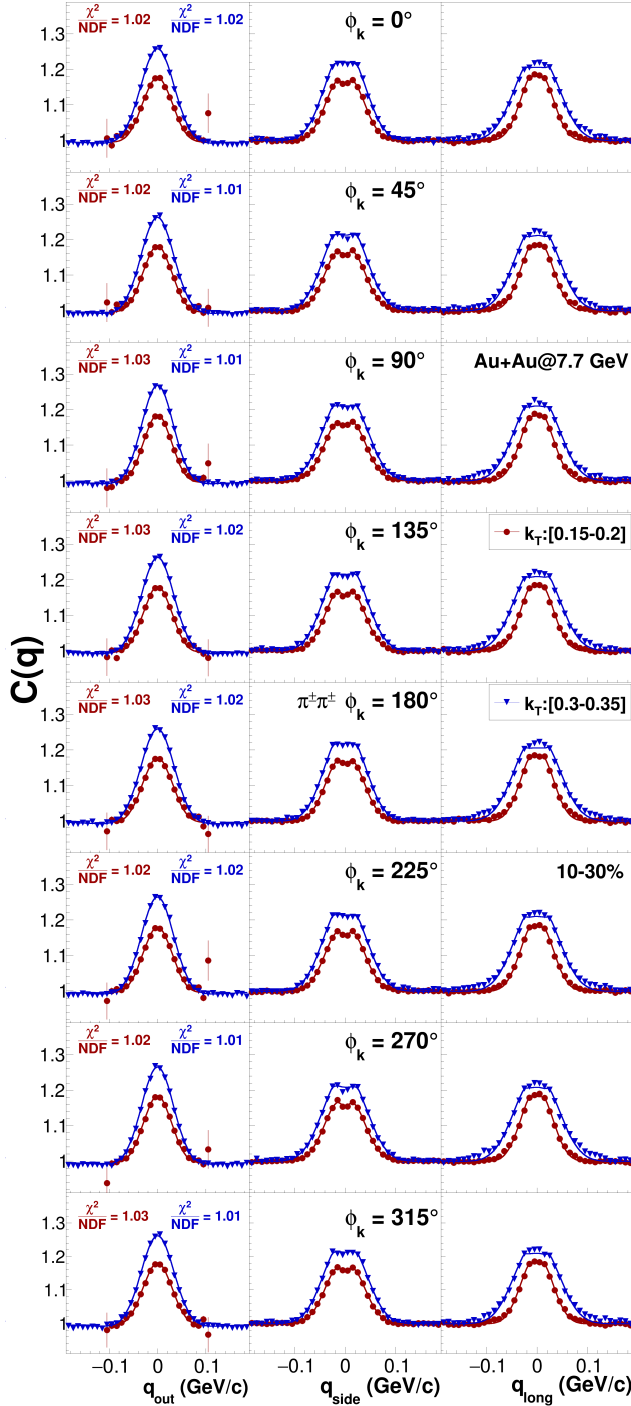 χ²/NDF = 1.02 χ²/NDF = 1.02 ϕk = 0°
1.3
1.2
1.1
1
χ²/NDF = 1.02 χ²/NDF = 1.01 ϕk = 45°
1.3
1.2
1.1
1
χ²/NDF = 1.03 χ²/NDF = 1.01 ϕk = 90° Au+Au@7.7 GeV
1.3
1.2
1.1
1
χ²/NDF = 1.03 χ²/NDF = 1.02 ϕk = 135° kT:[0.15-0.2]
1.3
1.2
1.1
1
C(q)
χ²/NDF = 1.03 χ²/NDF = 1.02 π±π± ϕk = 180° kT:[0.3-0.35]
1.3
1.2
1.1
1
χ²/NDF = 1.02 χ²/NDF = 1.02 ϕk = 225° 10-30%
1.3
1.2
1.1
1
χ²/NDF = 1.02 χ²/NDF = 1.01 ϕk = 270°
1.3
1.2
1.1
1
χ²/NDF = 1.03 χ²/NDF = 1.01 ϕk = 315°
1.3
1.2
1.1
1
−0.1 0 0.1 −0.1 0 0.1 −0.1 0 0.1
qout (GeV/c) qside (GeV/c) qlong (GeV/c)